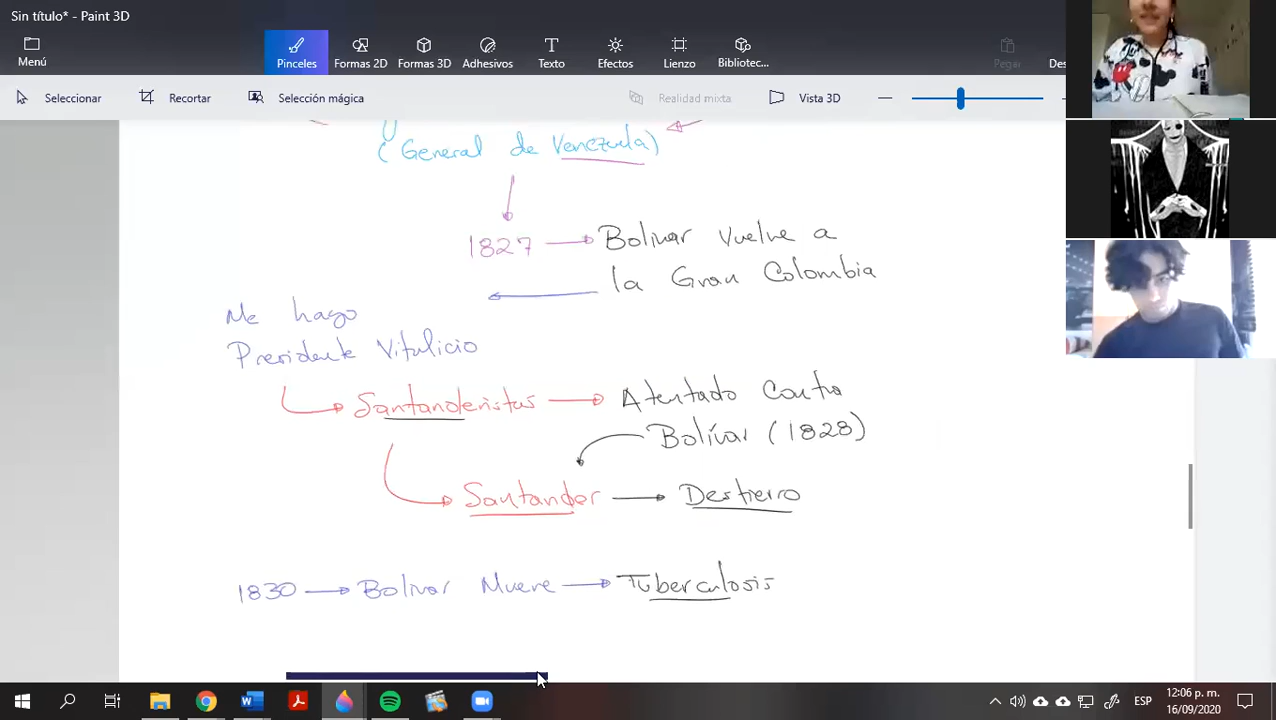 Sin título* - Paint 3D
Menú
Pinceles
Formas 2D
Formas 3D
Adhesivos
Texto
Efectos
Lienzo
Bibliotec...
Pegar
Des
Seleccionar
Recortar
Selección mágica
Realidad mixta
Vista 3D
(General de Venezuela)
1827 → Bolivar Vuelve a
la Gran Colombia
Me hago
Presidente Vitulicio
Santanderistas → Atentado Contra
Bolívar (1828)
Santander → Destierro
1830 → Bolivar Muere → Tuberculosis
ESP
12:06 p. m.
16/09/2020